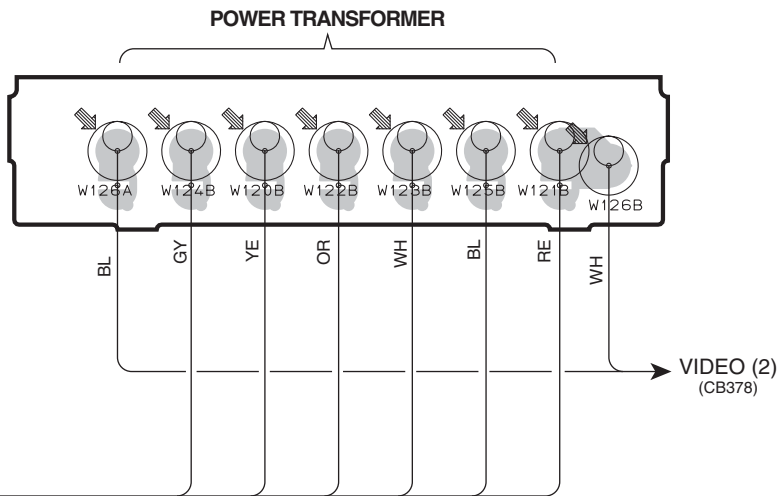 POWER TRANSFORMER
W126A W124B W120B W122B W123B W125B W121B W126B
BL GY YE OR WH BL RE WH
VIDEO (2)
(CB378)